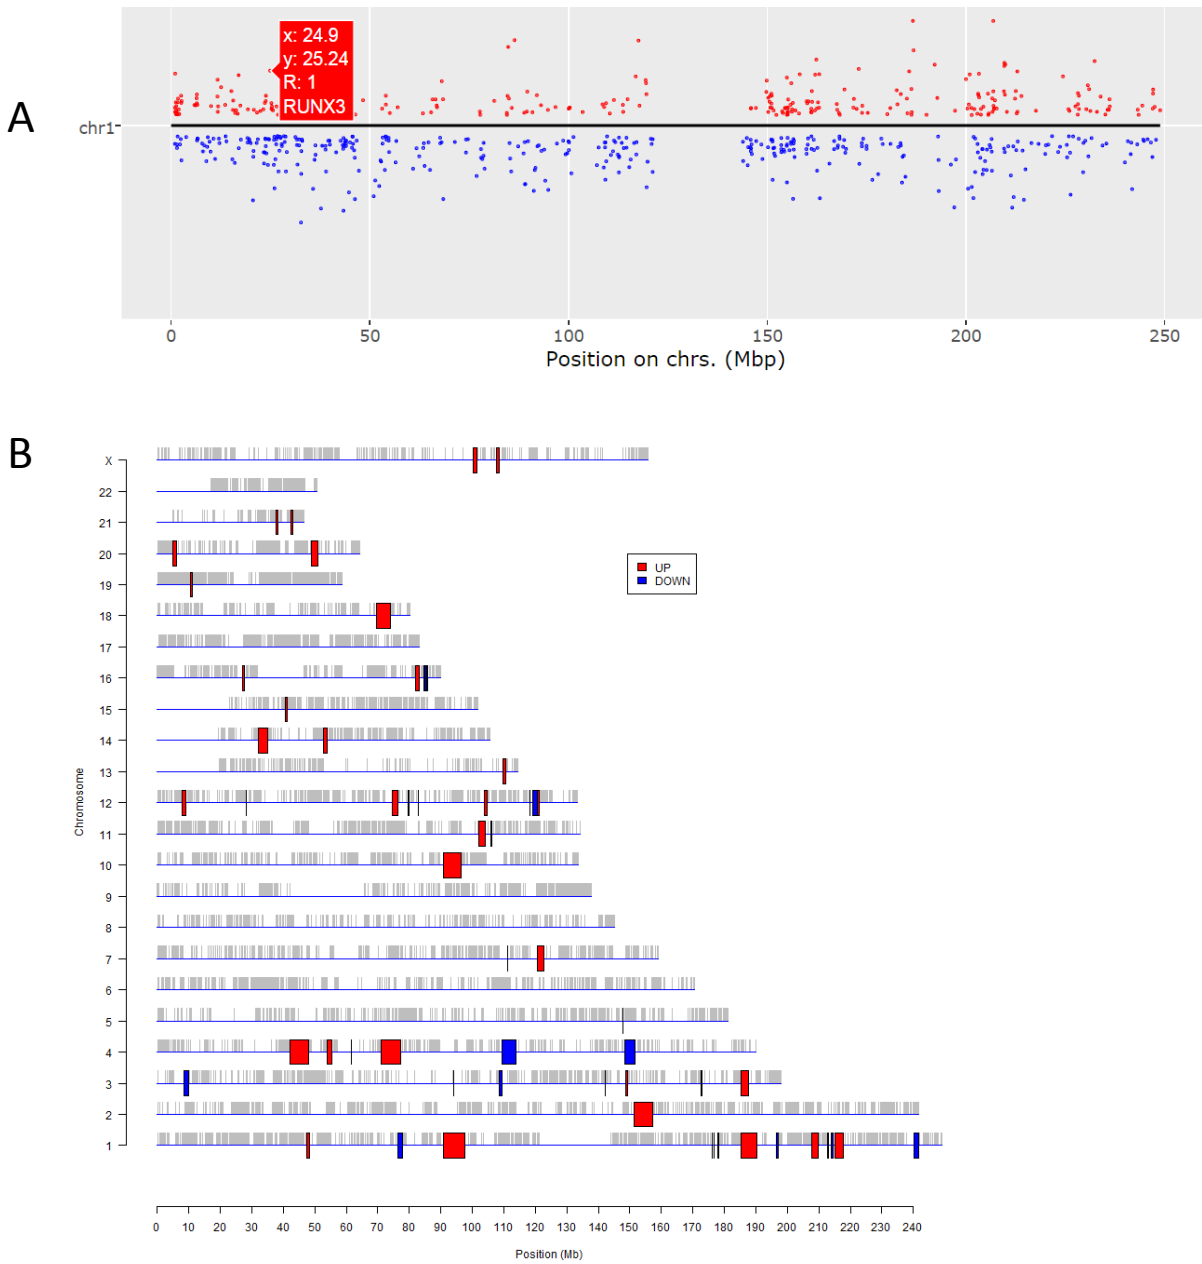 A
x: 24.9
y: 25.24
R: 1
RUNX3
chr1
0 50 100 150 200 250
Position on chrs. (Mbp)
B
X
22
21
20
19
18
17
16
15
14
13
12
11
10
9
8
7
6
5
4
3
2
1
Chromosome
UP
DOWN
0 10 20 30 40 50 60 70 80 90 100 110 120 130 140 150 160 170 180 190 200 210 220 230 240
Position (Mb)